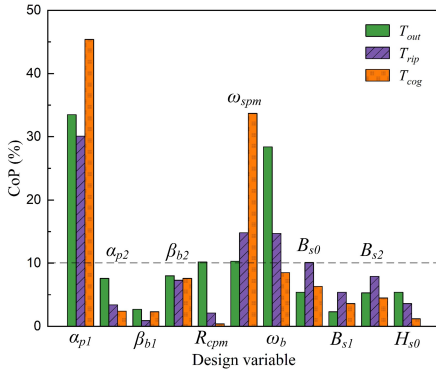 50
40
30
20
10
0
CoP (%)
T_out
T_rip
T_cog
ω_spm
α_p2
β_b2
B_s0
B_s2
α_p1
β_b1
R_cpm
ω_b
B_s1
H_s0
Design variable